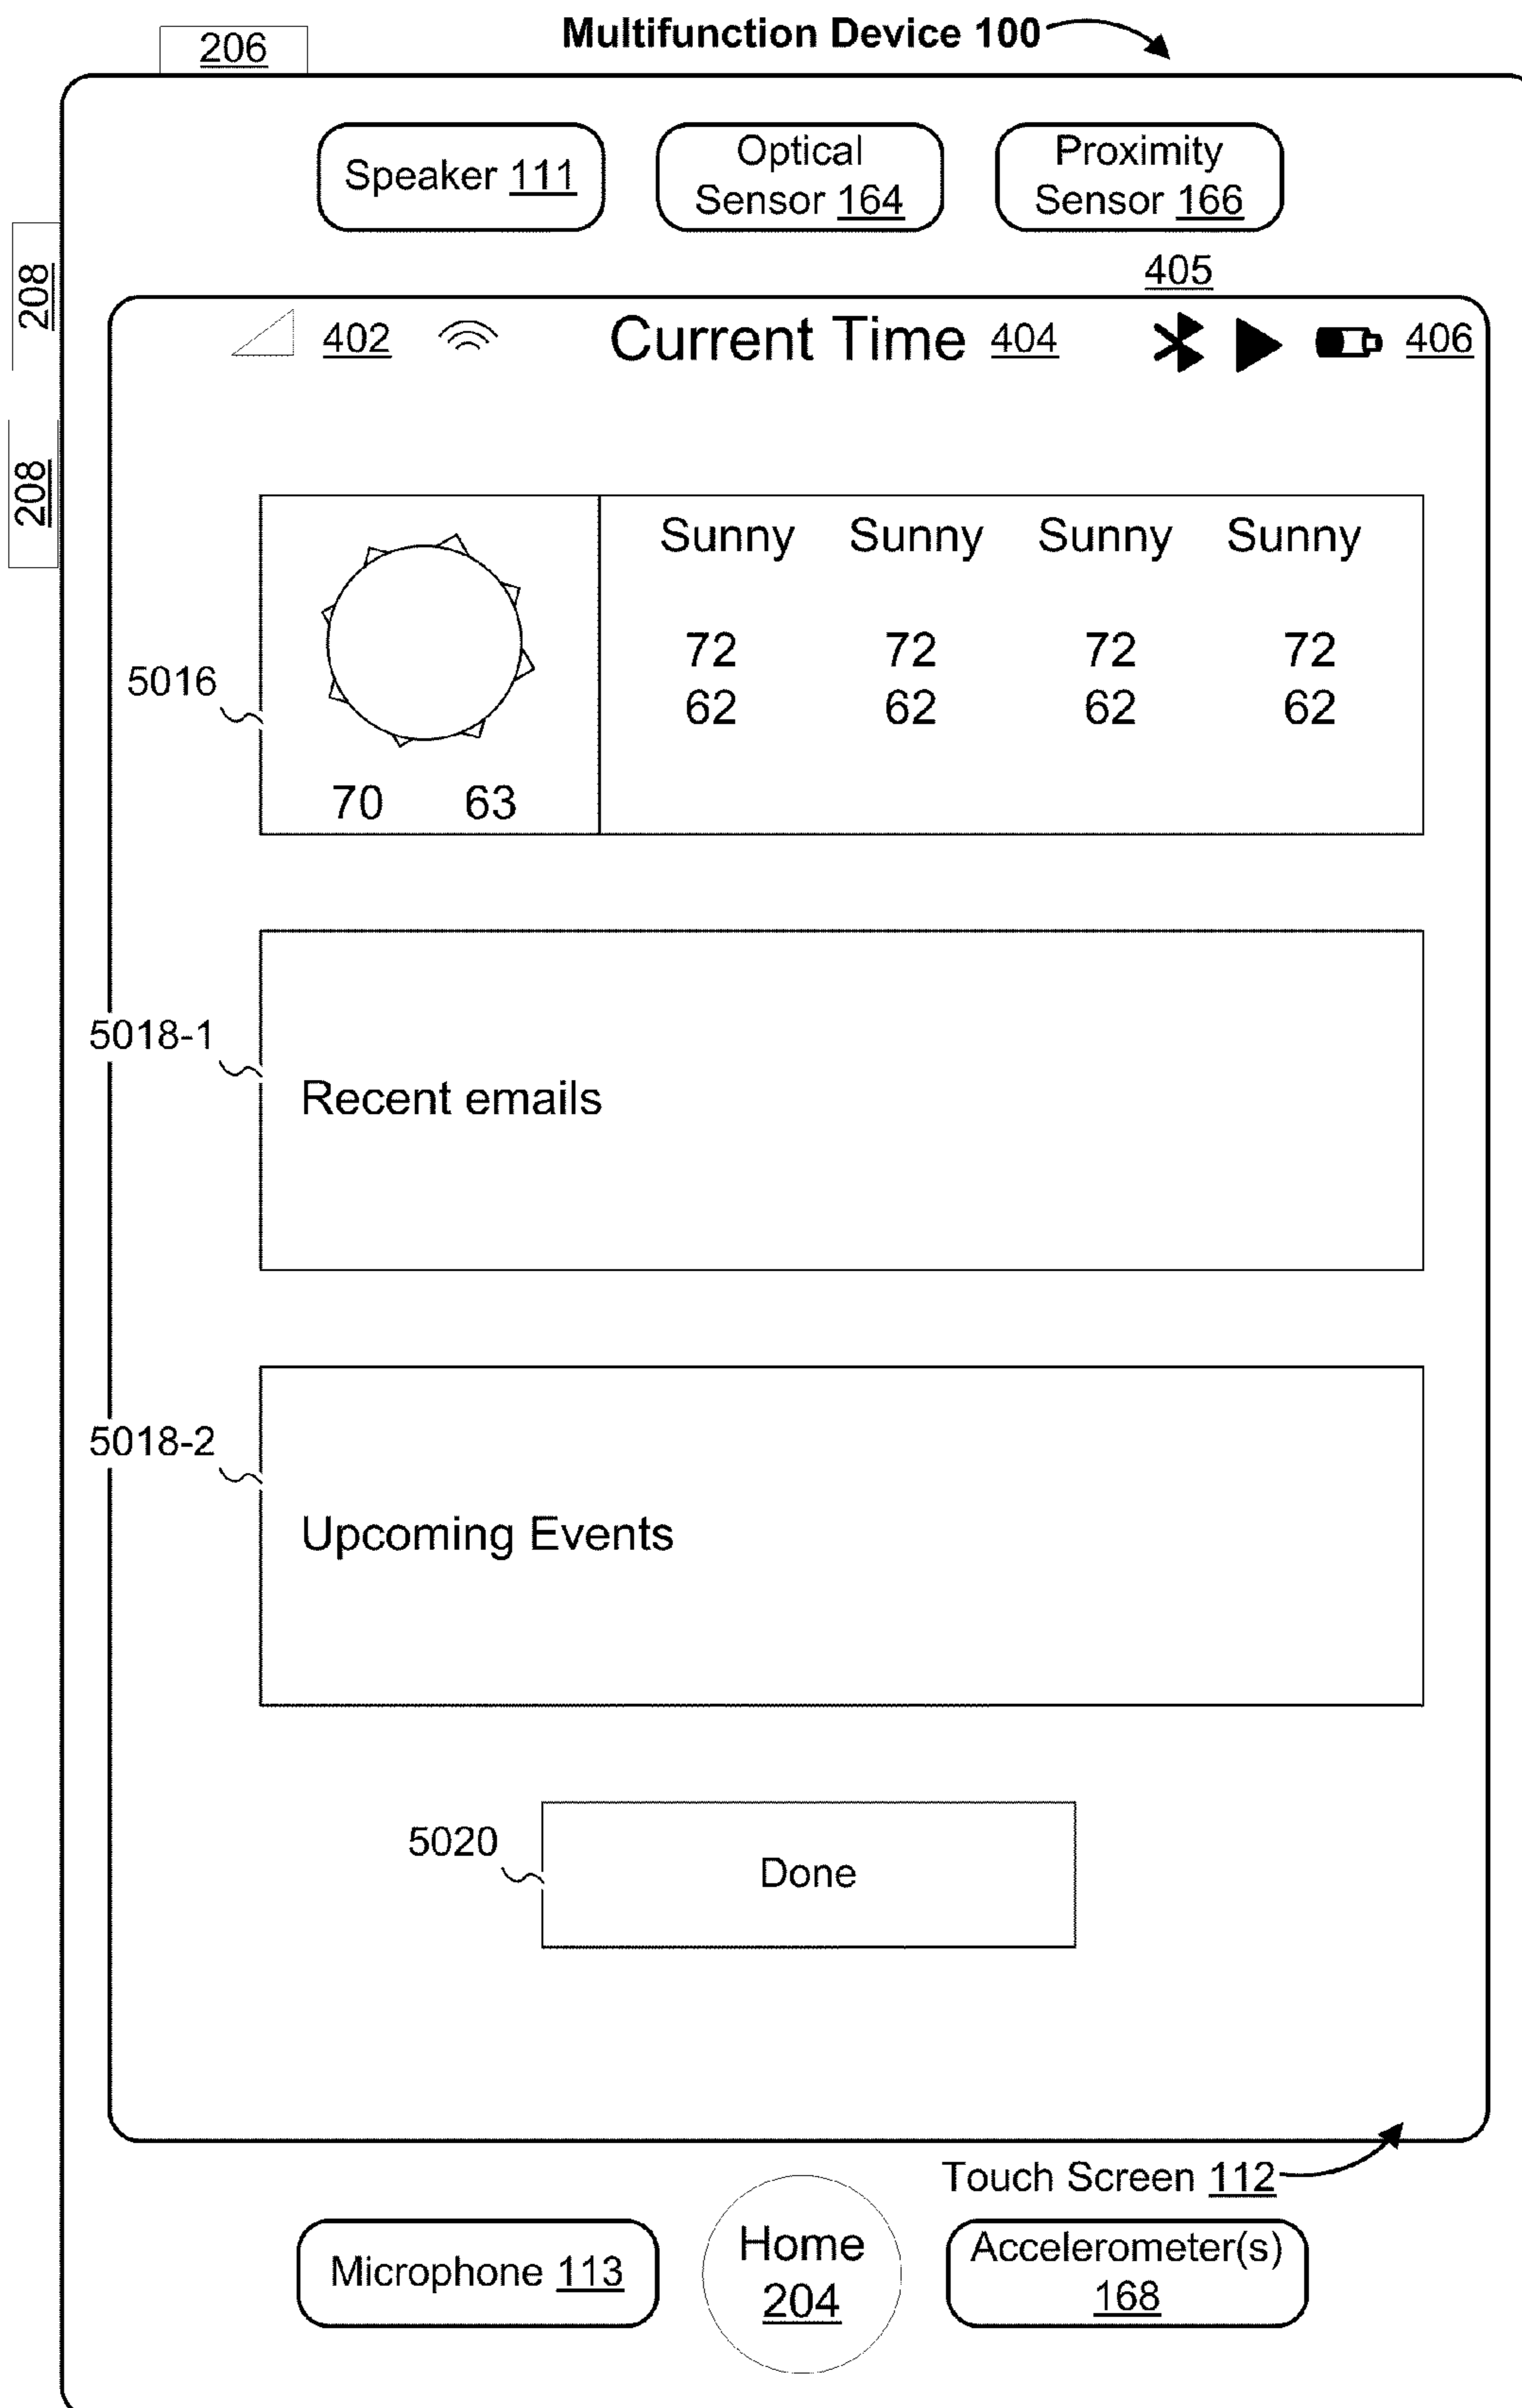 Multifunction Device 100
206
Speaker 111
Optical
Sensor 164
Proximity
Sensor 166
208
208
405
402
Current Time 404
406
5016
Sunny Sunny Sunny Sunny
72 72 72 72
62 62 62 62
70 63
5018-1
Recent emails
5018-2
Upcoming Events
5020
Done
Touch Screen 112
Microphone 113
Home
204
Accelerometer(s)
168